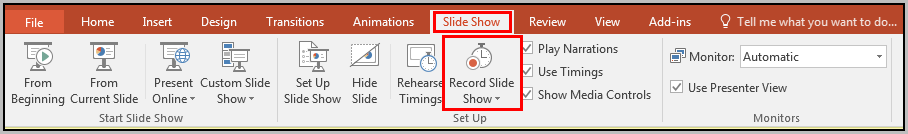 File Home Insert Design Transitions Animations Slide Show Review View Add-ins Tell me what you want to do...
From Beginning
From Current Slide
Present Online
Custom Slide Show
Set Up Slide Show
Hide Slide
Rehearse Timings
Record Slide Show
Play Narrations
Use Timings
Show Media Controls
Monitor: Automatic
Use Presenter View
Start Slide Show
Set Up
Monitors